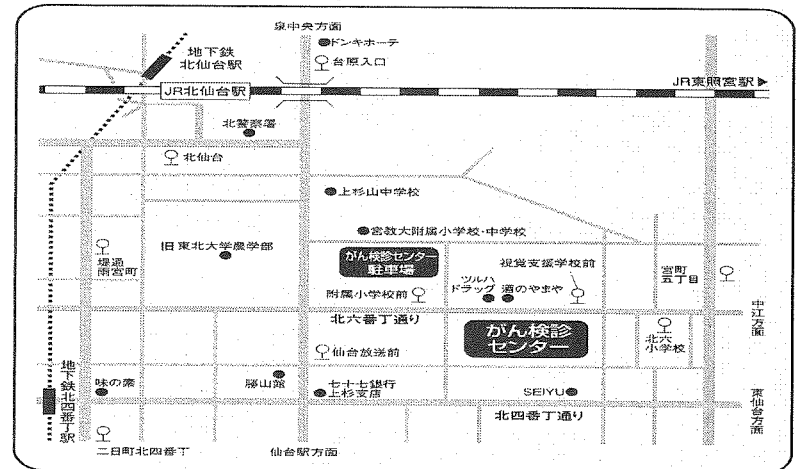 泉中央方面
ドンキホーテ
地下鉄
北仙台駅
台原入口
JR東照宮駅
JR北仙台駅
北警察署
北仙台
上杉山中学校
宮教大附属小学校・中学校
旧東北大学農学部
がん検診センター
駐車場
視覚支援学校前
宮町
五丁目
堤通
雨宮町
附属小学校前
ツルハ
ドラッグ
酒のやまや
中江方面
北六番丁通り
がん検診
センター
北六
小学校
仙台放送前
地下鉄北四番丁駅
味の素
勝山館
七十七銀行
上杉支店
SEIYU
東仙台方面
北四番丁通り
二日町北四番丁
仙台駅方面